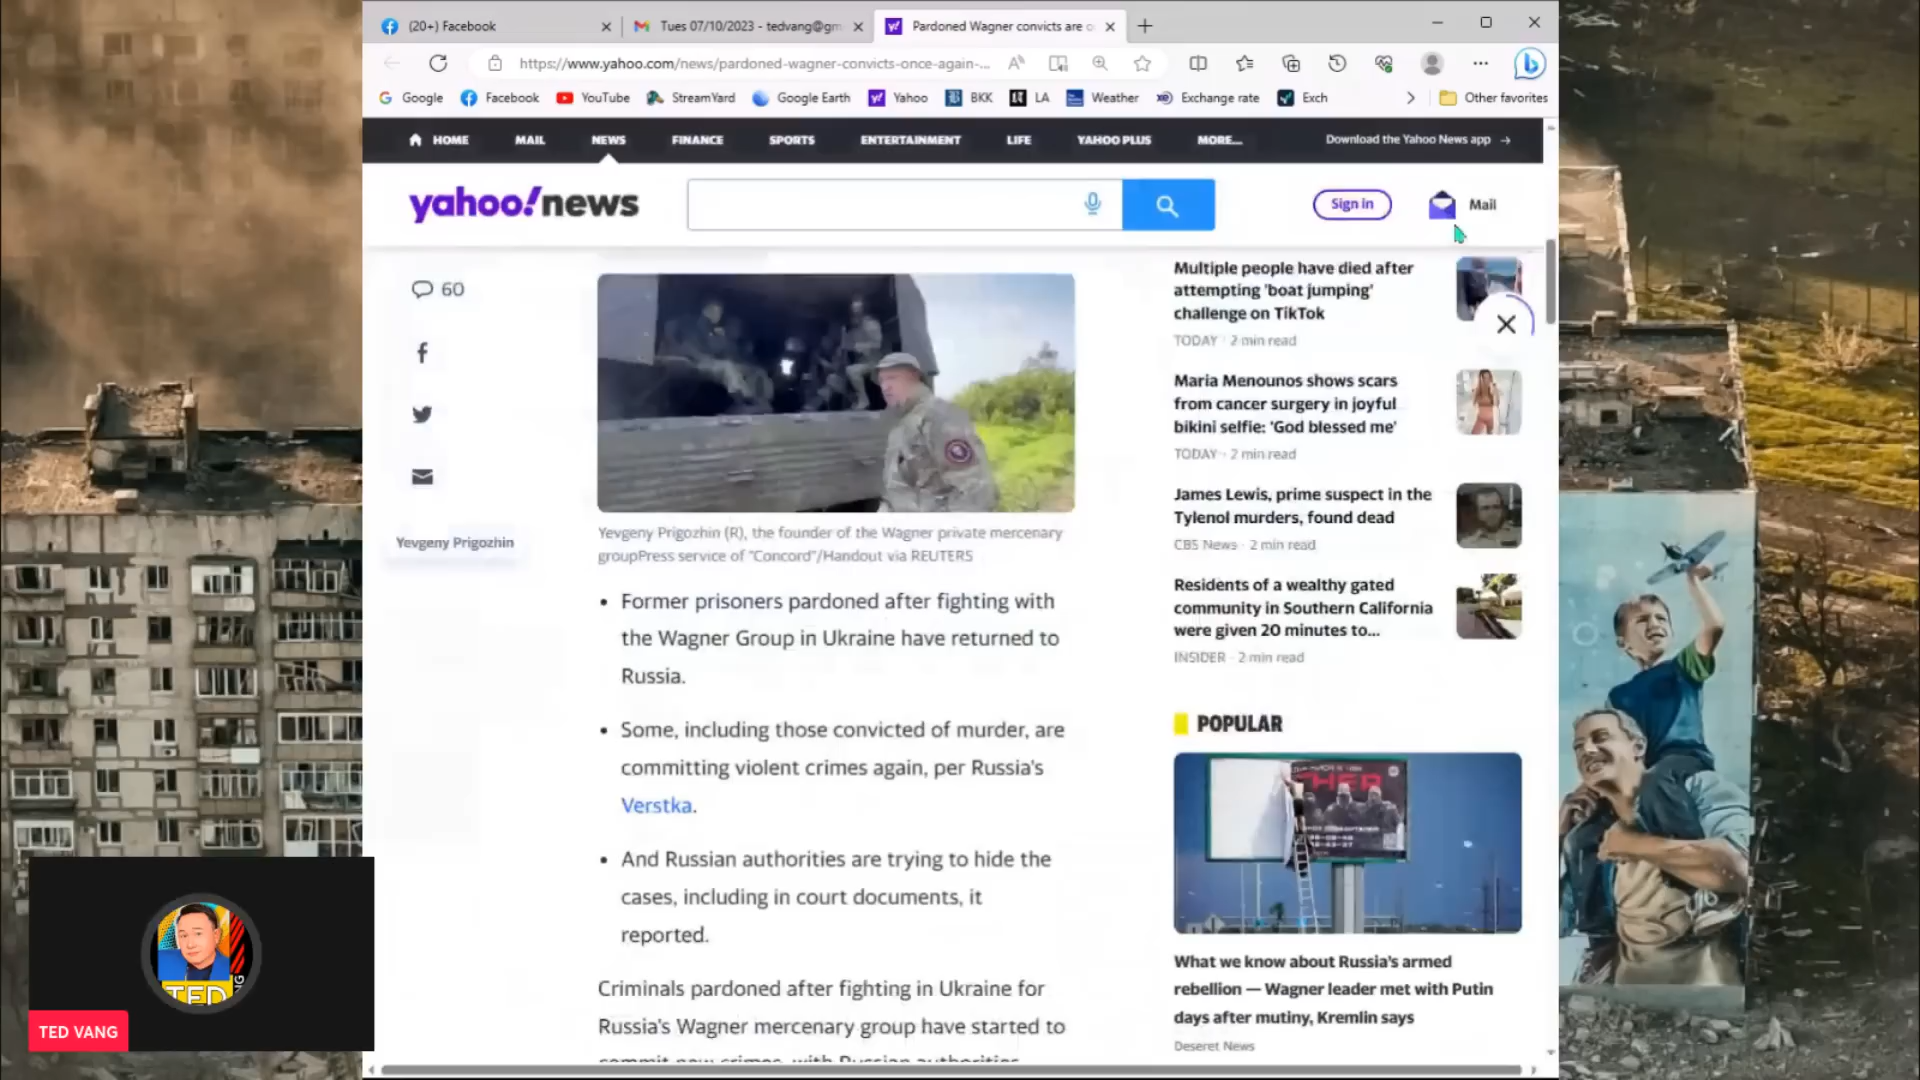 (20+) Facebook
Tues 07/10/2023 - tedvang@gm
Pardoned Wagner convicts are o
https://www.yahoo.com/news/pardoned-wagner-convicts-once-again-...
Google
Facebook
YouTube
StreamYard
Google Earth
Yahoo
BKK
LA
Weather
Exchange rate
Exch
Other favorites
HOME
MAIL
NEWS
FINANCE
SPORTS
ENTERTAINMENT
LIFE
YAHOO PLUS
MORE...
Download the Yahoo News app →
yahoo!news
Sign in
Mail
60
Yevgeny Prigozhin
Yevgeny Prigozhin (R), the founder of the Wagner private mercenary
groupPress service of "Concord"/Handout via REUTERS
• Former prisoners pardoned after fighting with
the Wagner Group in Ukraine have returned to
Russia.
• Some, including those convicted of murder, are
committing violent crimes again, per Russia's
Verstka.
• And Russian authorities are trying to hide the
cases, including in court documents, it
reported.
Criminals pardoned after fighting in Ukraine for
Russia's Wagner mercenary group have started to
commit new crimes, with Russian authorities
Multiple people have died after
attempting 'boat jumping'
challenge on TikTok
TODAY · 2 min read
Maria Menounos shows scars
from cancer surgery in joyful
bikini selfie: 'God blessed me'
TODAY · 2 min read
James Lewis, prime suspect in the
Tylenol murders, found dead
CBS News · 2 min read
Residents of a wealthy gated
community in Southern California
were given 20 minutes to...
INSIDER · 2 min read
POPULAR
What we know about Russia's armed
rebellion — Wagner leader met with Putin
days after mutiny, Kremlin says
Deseret News
TED
TED VANG